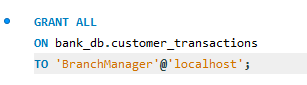 GRANT ALL
ON bank_db.customer_transactions
TO 'BranchManager'@'localhost';